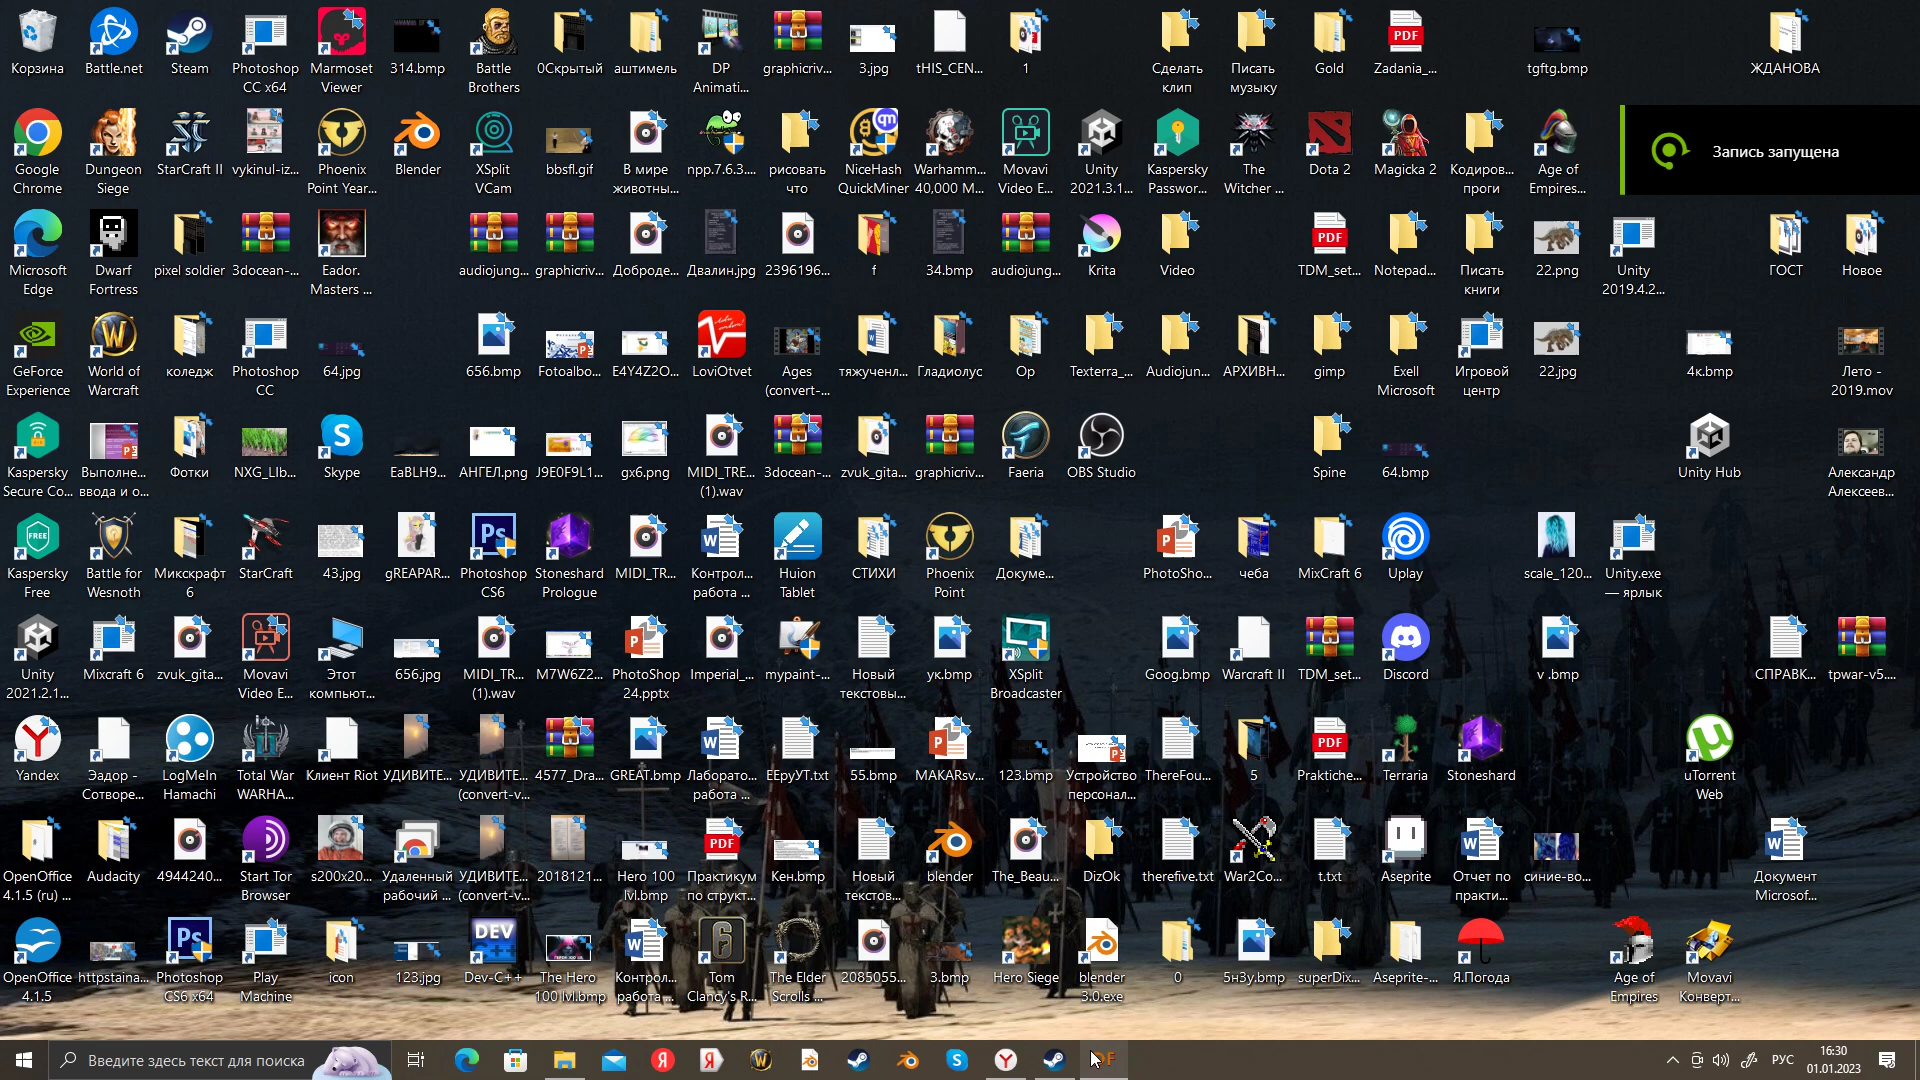 Корзина
Battle.net
Steam
Photoshop
CC x64
Marmoset
Viewer
314.bmp
Battle
Brothers
0Скрытый
аштимель
DP
Animati...
graphicriv...
3.jpg
tHIS_CEN...
1
Сделать
клип
Писать
музыку
Gold
PDF
Zadania_...
tgftg.bmp
ЖДАНОВА
Запись запущена
Google
Chrome
Dungeon
Siege
StarCraft II
vykinul-iz...
Phoenix
Point Year...
Blender
XSplit
VCam
bbsfl.gif
В мире
животны...
npp.7.6.3....
рисовать
что
NiceHash
QuickMiner
Warhamm...
40,000 M...
Movavi
Video E...
Unity
2021.3.1...
Kaspersky
Passwor...
The
Witcher ...
Dota 2
Magicka 2
Кодиров...
проги
Age of
Empires...
Microsoft
Edge
Dwarf
Fortress
pixel soldier
3docean-...
Eador.
Masters ...
audiojung...
graphicriv...
Доброде...
Двалин.jpg
2396196...
f
34.bmp
audiojung...
Krita
Video
PDF
TDM_set...
Notepad...
Писать
книги
22.png
Unity
2019.4.2...
ГОСТ
Новое
GeForce
Experience
World of
Warcraft
коледж
Photoshop
CC
64.jpg
656.bmp
Fotoalbo...
E4Y4Z2O...
LoviOtvet
Ages
(convert-...
тяжученл...
Гладиолус
Op
Texterra_...
Audiojun...
АРХИВН...
gimp
Exell
Microsoft
Игровой
центр
22.jpg
4к.bmp
Лето -
2019.mov
Kaspersky
Secure Co...
Выполне...
ввода и о...
Фотки
NXG_LIb...
Skype
EaBLH9...
АНГЕЛ.png
J9E0F9L1...
gx6.png
MIDI_TRE...
(1).wav
3docean-...
zvuk_gita...
graphicriv...
Faeria
OBS Studio
Spine
64.bmp
Unity Hub
Александр
Алексеев...
FREE
Kaspersky
Free
Battle for
Wesnoth
Микскрафт
6
StarCraft
43.jpg
gREAPAR...
Ps
Photoshop
CS6
Stoneshard
Prologue
MIDI_TR...
Контрол...
работа ...
Huion
Tablet
СТИХИ
Phoenix
Point
Докуме...
PhotoSho...
чеба
MixCraft 6
Uplay
scale_120...
Unity.exe
— ярлык
Unity
2021.2.1...
Mixcraft 6
zvuk_gita...
Movavi
Video E...
Этот
компьют...
656.jpg
MIDI_TR...
(1).wav
M7W6Z2...
PhotoShop
24.pptx
Imperial_...
mypaint-...
Новый
текстовы...
ук.bmp
XSplit
Broadcaster
Goog.bmp
Warcraft II
TDM_set...
Discord
v .bmp
СПРАВК...
tpwar-v5....
Yandex
Эадор -
Сотворе...
LogMeIn
Hamachi
Total War
WARHA...
Клиент Riot
УДИВИТЕ...
УДИВИТЕ...
(convert-v...
4577_Dra...
GREAT.bmp
Лаборато...
работа ...
ЕЕруУТ.txt
55.bmp
MAKARsv...
123.bmp
Устройство
персонал...
ThereFou...
5
PDF
Praktiche...
Terraria
Stoneshard
uTorrent
Web
OpenOffice
4.1.5 (ru) ...
Audacity
4944240...
Start Tor
Browser
s200x20...
Удаленный
рабочий ...
УДИВИТЕ...
(convert-v...
2018121...
Hero 100
lvl.bmp
PDF
Практикум
по структ...
Кен.bmp
Новый
текстов...
blender
The_Beau...
DizOk
therefive.txt
War2Co...
t.txt
Aseprite
Отчет по
практи...
синие-во...
Документ
Microsof...
OpenOffice
4.1.5
httpstaina...
Ps
Photoshop
CS6 x64
Play
Machine
icon
123.jpg
DEV
Dev-C++
The Hero
100 lvl.bmp
Контрол...
работа ...
Tom
Clancy's R...
The Elder
Scrolls ...
2085055...
3.bmp
Hero Siege
blender
3.0.exe
0
5н3у.bmp
superDix...
Aseprite-...
Я.Погода
Age of
Empires
Movavi
Конверт...
Введите здесь текст для поиска
РУС
16:30
01.01.2023